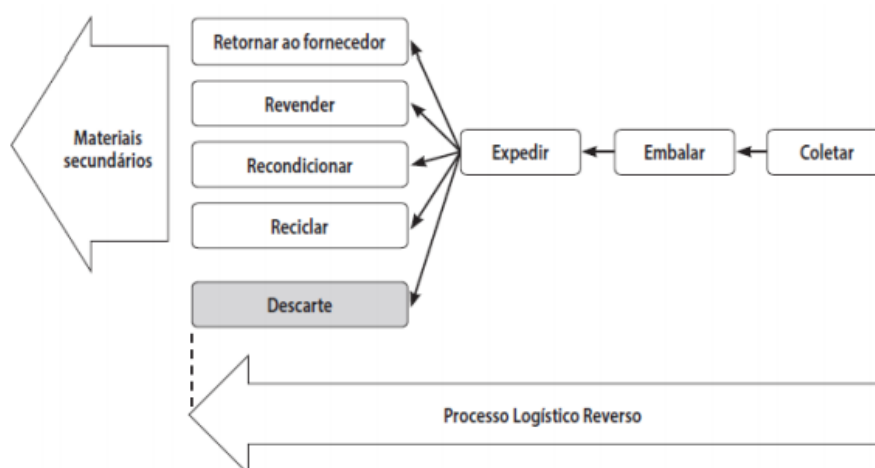 Retornar ao fornecedor
Revender
Materiais
secundários
Recondicionar
Reciclar
Descarte
Expedir
Embalar
Coletar
Processo Logístico Reverso